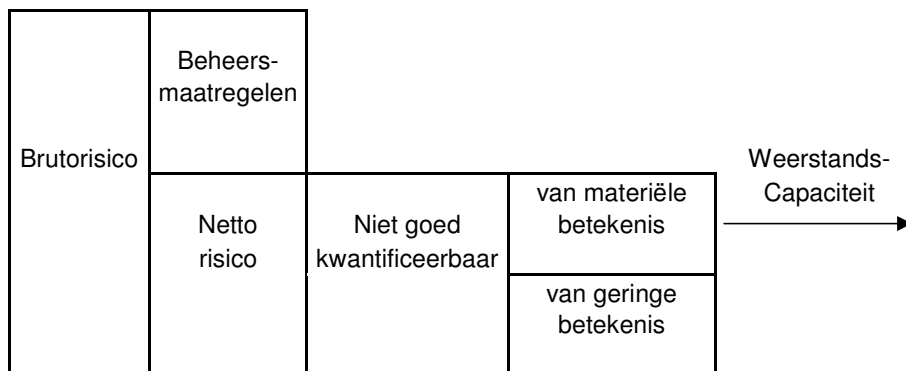 Beheers-
maatregelen
Brutorisico
Weerstands-
Capaciteit
Netto
risico
Niet goed
kwantificeerbaar
van materiële
betekenis
van geringe
betekenis